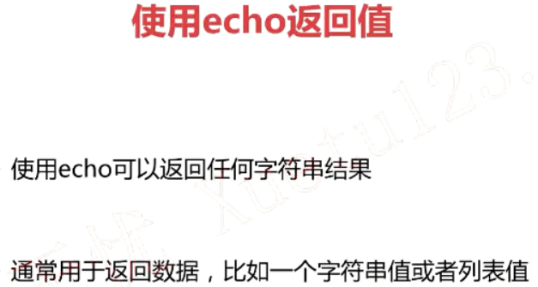 使用echo返回值
使用echo可以返回任何字符串结果
通常用于返回数据，比如一个字符串值或者列表值